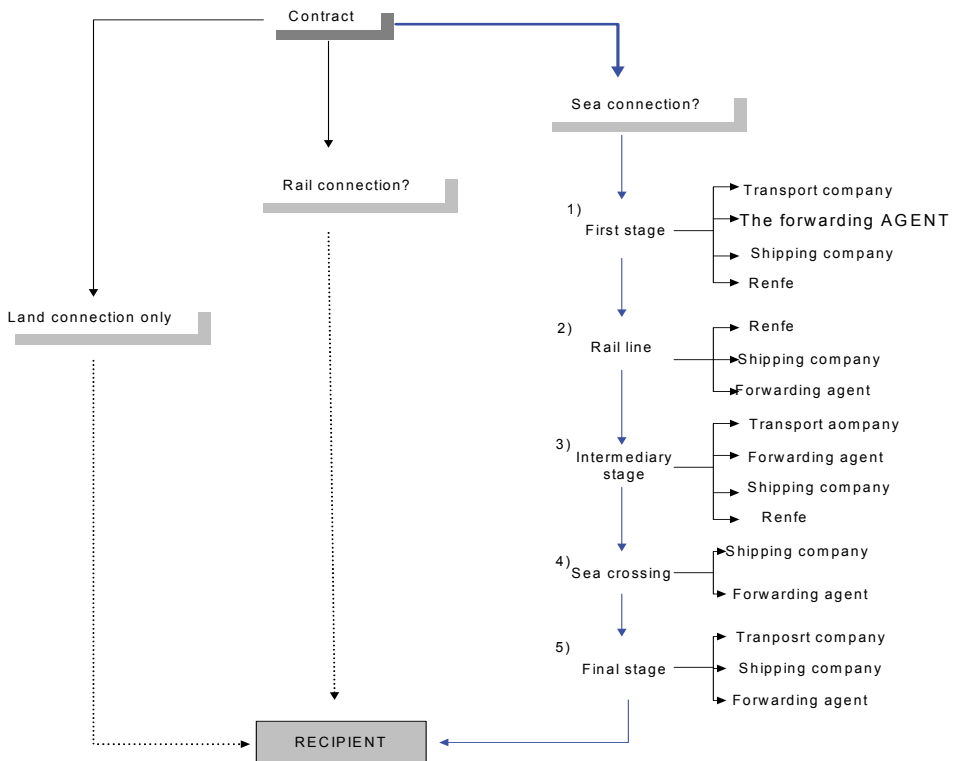 Contract
Sea connection?
Rail connection?
1)
First stage
Transport company
The forwarding AGENT
Shipping company
Renfe
Land connection only
2)
Rail line
Renfe
Shipping company
Forwarding agent
3)
Intermediary
stage
Transport aompany
Forwarding agent
Shipping company
Renfe
4)
Sea crossing
Shipping company
Forwarding agent
5)
Final stage
Tranposrt company
Shipping company
Forwarding agent
RECIPIENT